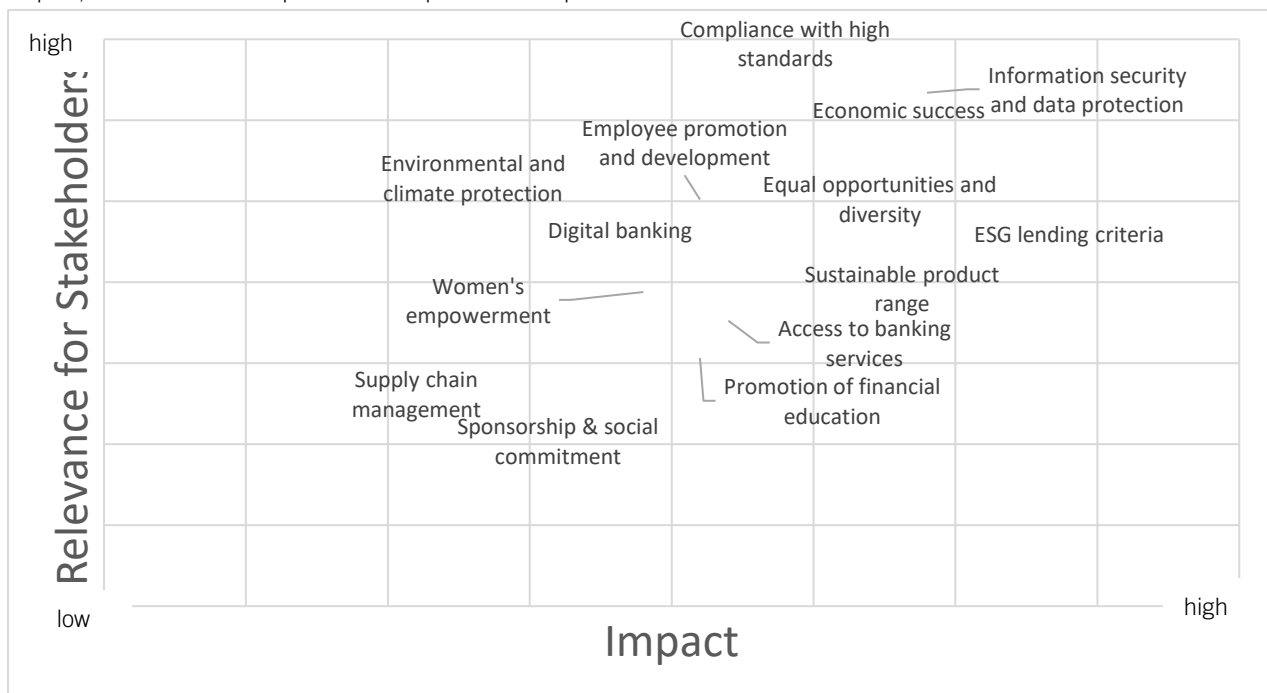 high
Compliance with high
standards
Information security
and data protection
Economic success
Employee promotion
and development
Environmental and
climate protection
Equal opportunities and
diversity
Digital banking
ESG lending criteria
Sustainable product
range
Women's
empowerment
Access to banking
services
Supply chain
management
Promotion of financial
education
Sponsorship & social
commitment
Relevance for Stakeholders
low
high
Impact